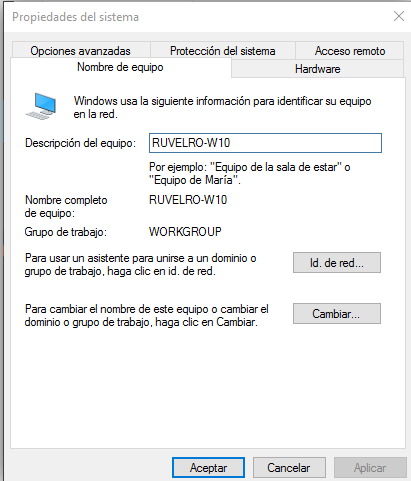 Propiedades del sistema
Opciones avanzadas
Protección del sistema
Acceso remoto
Nombre de equipo
Hardware
Windows usa la siguiente información para identificar su equipo
en la red.
Descripción del equipo:
RUVELRO-W10
Por ejemplo: "Equipo de la sala de estar" o
"Equipo de María".
Nombre completo
de equipo:
RUVELRO-W10
Grupo de trabajo:
WORKGROUP
Para usar un asistente para unirse a un dominio o
grupo de trabajo, haga clic en id. de red.
Id. de red...
Para cambiar el nombre de este equipo o cambiar el
dominio o grupo de trabajo, haga clic en Cambiar.
Cambiar...
Aceptar
Cancelar
Aplicar